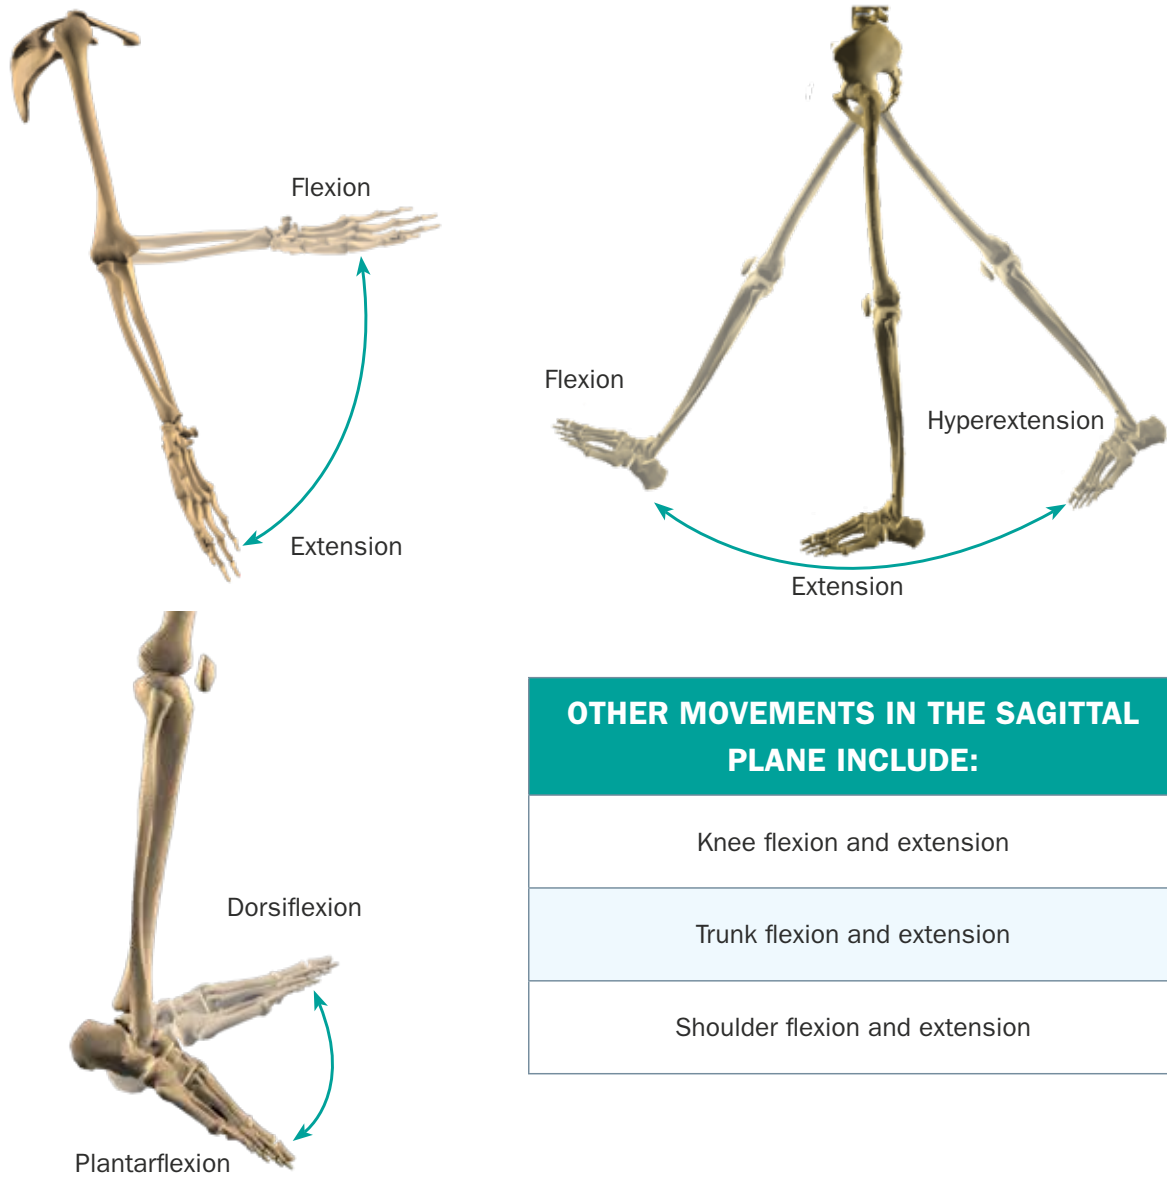 Flexion
Extension
Flexion
Hyperextension
Extension
Dorsiflexion
Plantarflexion
OTHER MOVEMENTS IN THE SAGITTAL
PLANE INCLUDE:
Knee flexion and extension
Trunk flexion and extension
Shoulder flexion and extension